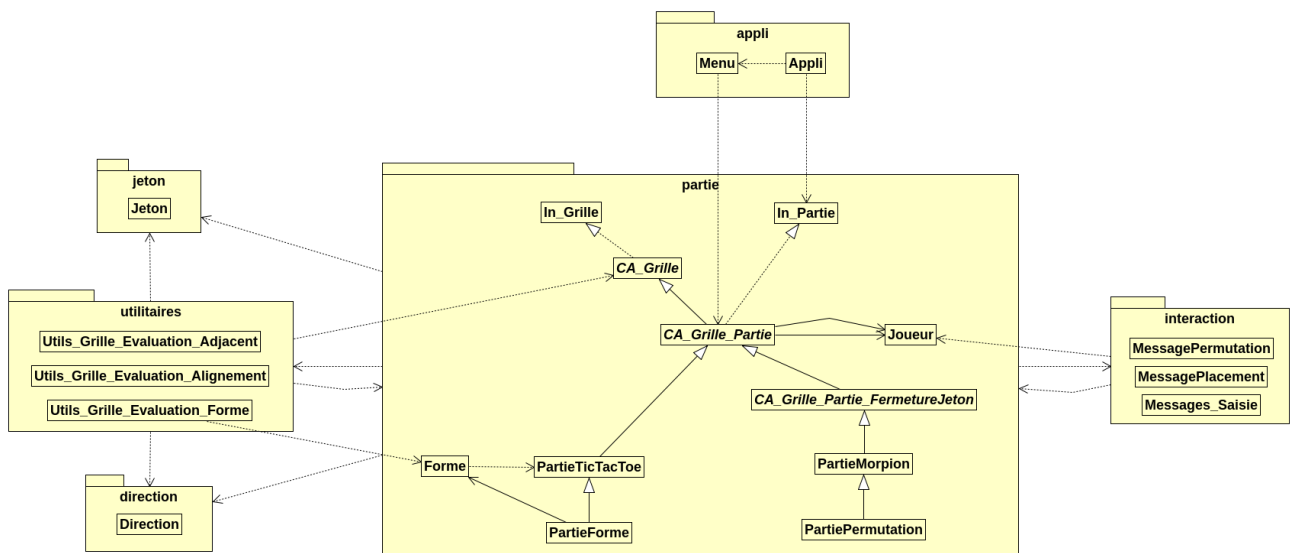 appli
Menu
Appli
jeton
Jeton
partie
In_Grille
In_Partie
CA_Grille
utilitaires
Utils_Grille_Evaluation_Adjacent
Utils_Grille_Evaluation_Alignement
Utils_Grille_Evaluation_Forme
CA_Grille_Partie
Joueur
interaction
MessagePermutation
MessagePlacement
Messages_Saisie
CA_Grille_Partie_FermetureJeton
Forme
PartieTicTacToe
PartieMorpion
direction
Direction
PartieForme
PartiePermutation